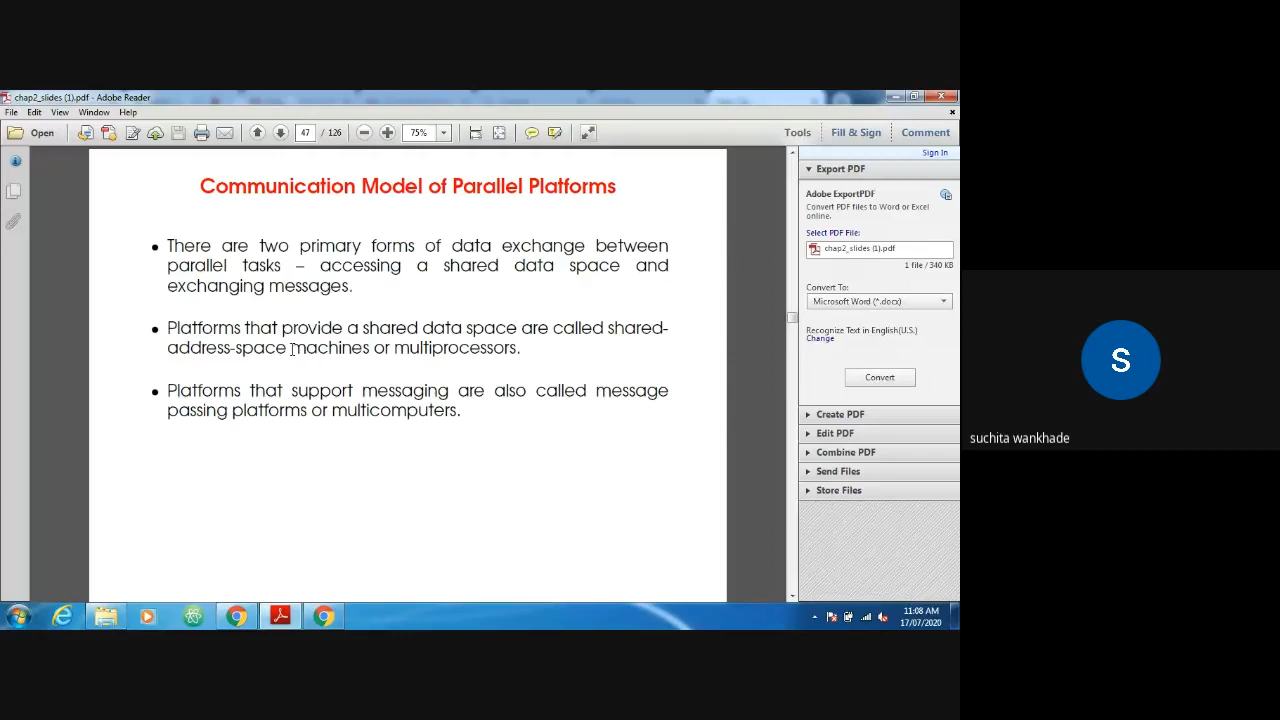 chap2_slides (1).pdf - Adobe Reader
File Edit View Window Help
Open
47 / 126
75%
Tools Fill & Sign Comment
Sign In
Communication Model of Parallel Platforms
• There are two primary forms of data exchange between
parallel tasks – accessing a shared data space and
exchanging messages.
• Platforms that provide a shared data space are called shared-
address-space machines or multiprocessors.
• Platforms that support messaging are also called message
passing platforms or multicomputers.
Export PDF
Adobe ExportPDF
Convert PDF files to Word or Excel
online.
Select PDF File:
chap2_slides (1).pdf
1 file / 340 KB
Convert To:
Microsoft Word (*.docx)
Recognize Text in English(U.S.)
Change
Convert
Create PDF
Edit PDF
Combine PDF
Send Files
Store Files
S
suchita wankhade
11:08 AM
17/07/2020